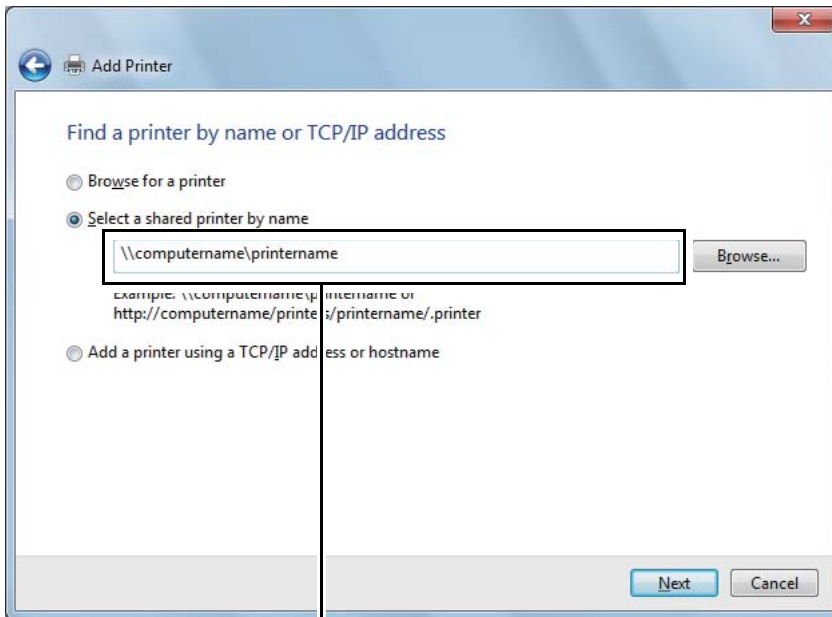 Add Printer
Find a printer by name or TCP/IP address
Browse for a printer
Select a shared printer by name
\\computername\printername
Browse...
Example: \\computername\printername or
http://computername/printers/printername/.printer
Add a printer using a TCP/IP address or hostname
Next
Cancel